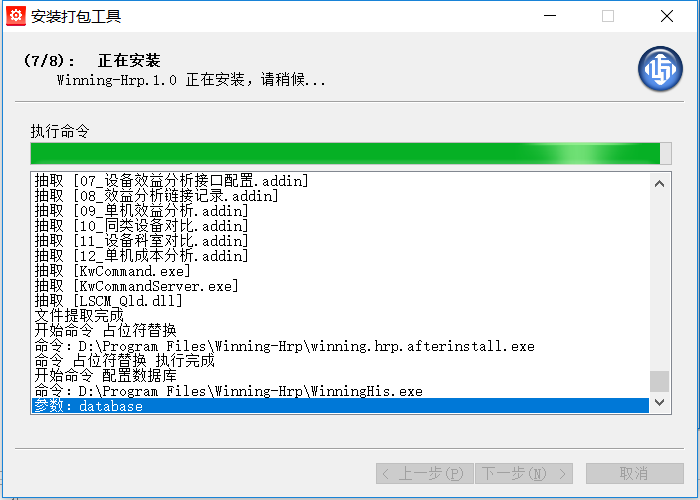 安装打包工具
(7/8): 正在安装
Winning-Hrp.1.0 正在安装，请稍候...
执行命令
抽取 [07_设备效益分析接口配置.addin]
抽取 [08_效益分析链接记录.addin]
抽取 [09_单机效益分析.addin]
抽取 [10_同类设备对比.addin]
抽取 [11_设备科室对比.addin]
抽取 [12_单机成本分析.addin]
抽取 [KwCommand.exe]
抽取 [KwCommandServer.exe]
抽取 [LSCM_Qld.dll]
文件提取完成
开始命令 占位符替换
命令：D:\Program Files\Winning-Hrp\winning.hrp.afterinstall.exe
命令 占位符替换 执行完成
开始命令 配置数据库
命令：D:\Program Files\Winning-Hrp\WinningHis.exe
参数：database
< 上一步(P) 下一步(N) > 取消